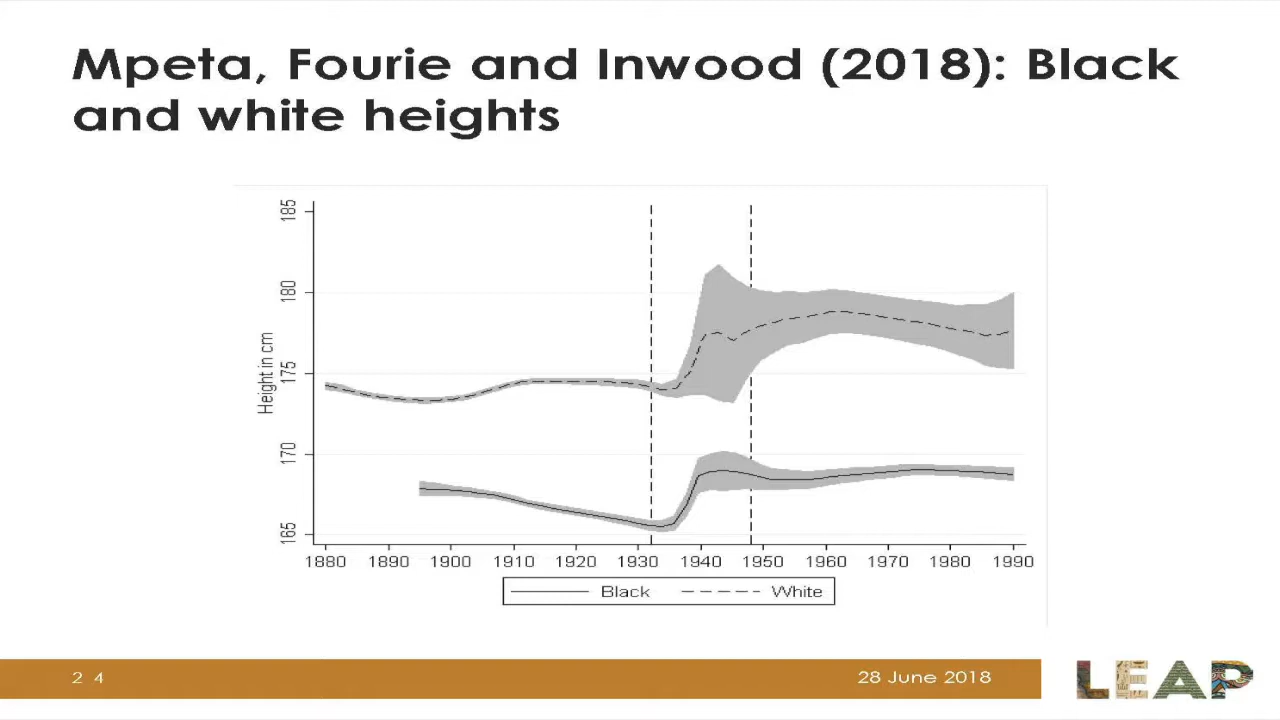 Mpeta, Fourie and Inwood (2018): Black
and white heights
185
180
175
170
165
Height in cm
1880 1890 1900 1910 1920 1930 1940 1950 1960 1970 1980 1990
Black White
2 4
28 June 2018
LEAP